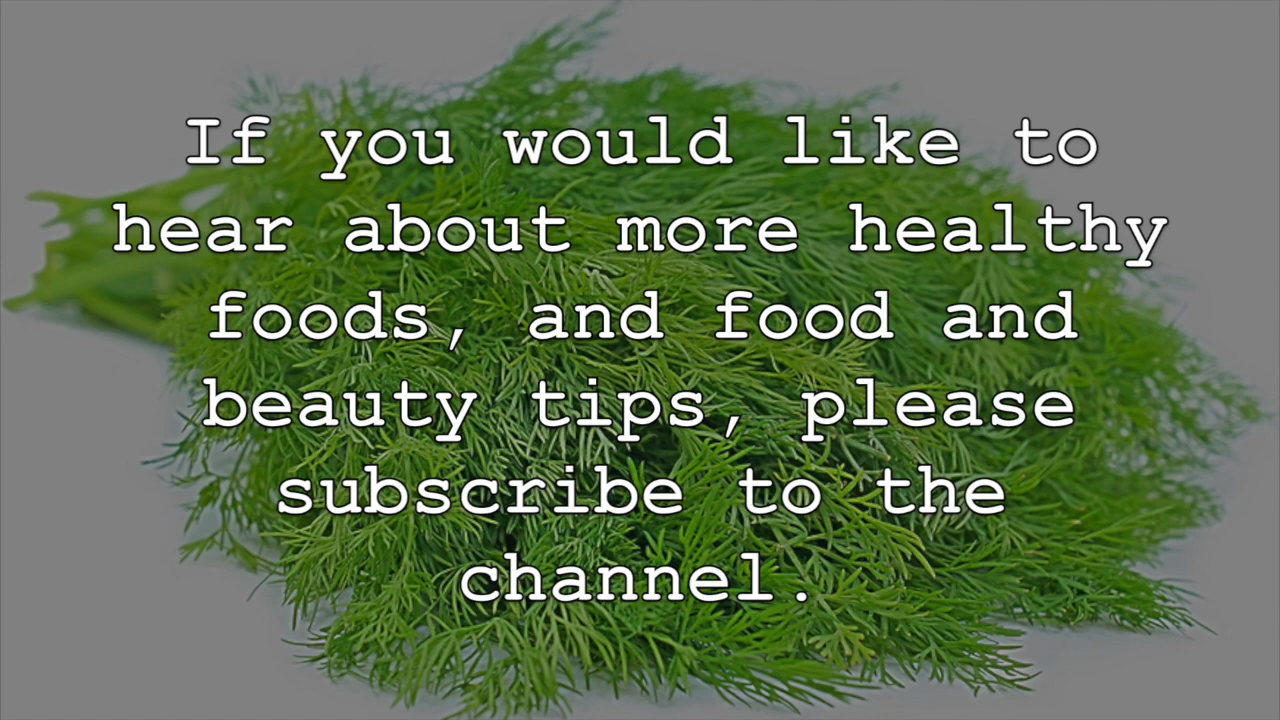 If you would like to
hear about more healthy
foods, and food and
beauty tips, please
subscribe to the
channel.